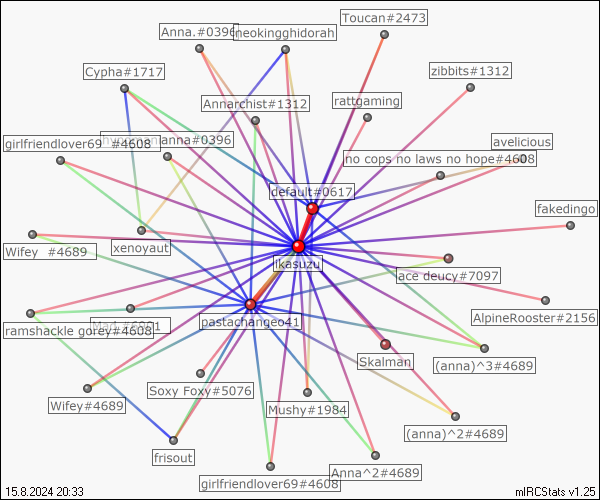 Toucan#2473
Anna.#0396
neokingghidorah
Cypha#1717
zibbits#1312
Annarchist#1312
rattgaming
girlfriendlover69 #4608
anna#0396
avelicious
no cops no laws no hope#4608
default#0617
fakedingo
Wifey #4689
xenoyaut
ikasuzu
ace deucy#7097
AlpineRooster#2156
ramshackle gorey#4608
pastachangeo41
Skalman
(anna)^3#4689
Soxy Foxy#5076
Wifey#4689
Mushy#1984
(anna)^2#4689
frisout
Anna^2#4689
girlfriendlover69#4608
15.8.2024 20:33
mIRCStats v1.25